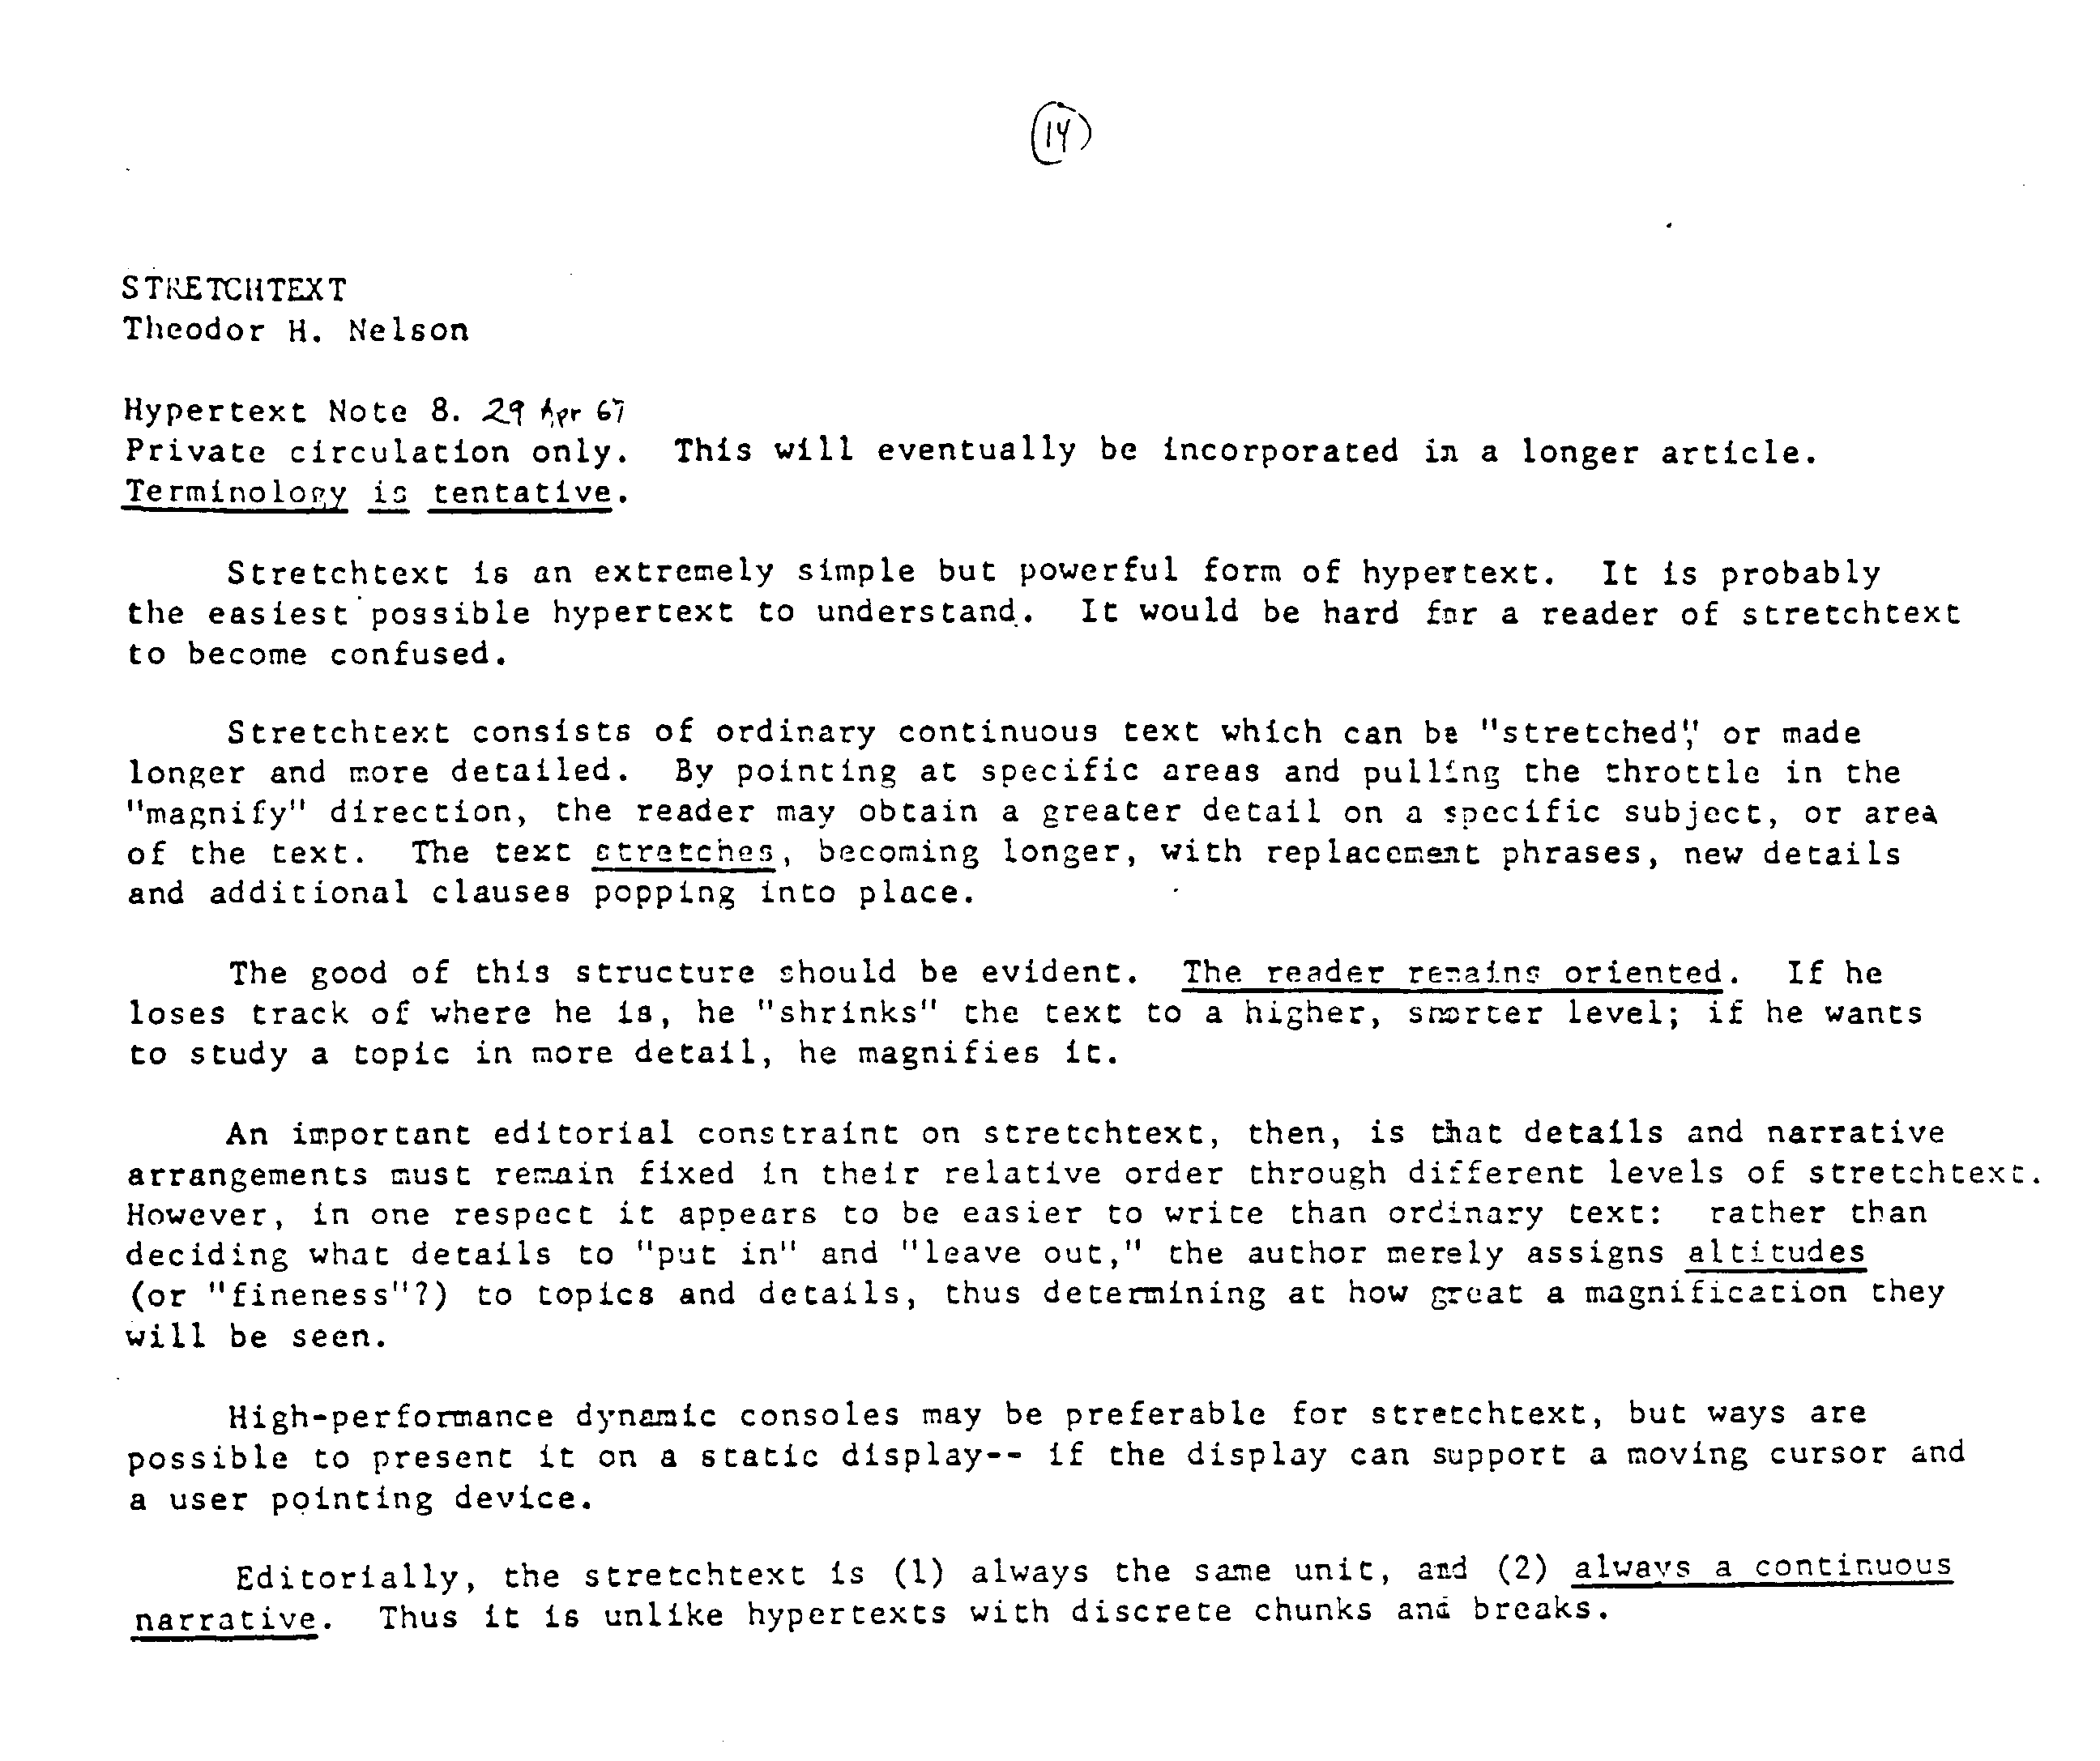 14
STRETCHTEXT
Theodor H. Nelson
Hypertext Note 8. 29 Apr 67
Private circulation only. This will eventually be incorporated in a longer article.
Terminology is tentative.
Stretchtext is an extremely simple but powerful form of hypertext. It is probably
the easiest possible hypertext to understand. It would be hard for a reader of stretchtext
to become confused.
Stretchtext consists of ordinary continuous text which can be "stretched," or made
longer and more detailed. By pointing at specific areas and pulling the throttle in the
"magnify" direction, the reader may obtain a greater detail on a specific subject, or area
of the text. The text stretches, becoming longer, with replacement phrases, new details
and additional clauses popping into place.
The good of this structure should be evident. The reader remains oriented. If he
loses track of where he is, he "shrinks" the text to a higher, shorter level; if he wants
to study a topic in more detail, he magnifies it.
An important editorial constraint on stretchtext, then, is that details and narrative
arrangements must remain fixed in their relative order through different levels of stretchtext.
However, in one respect it appears to be easier to write than ordinary text: rather than
deciding what details to "put in" and "leave out," the author merely assigns altitudes
(or "fineness"?) to topics and details, thus determining at how great a magnification they
will be seen.
High-performance dynamic consoles may be preferable for stretchtext, but ways are
possible to present it on a static display-- if the display can support a moving cursor and
a user pointing device.
Editorially, the stretchtext is (1) always the same unit, and (2) always a continuous
narrative. Thus it is unlike hypertexts with discrete chunks and breaks.